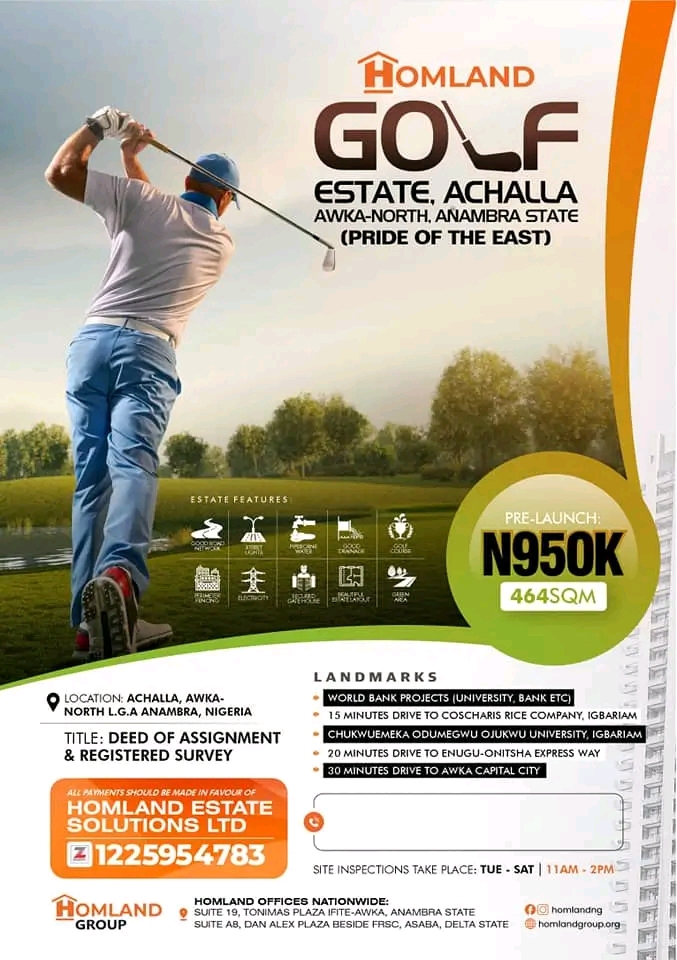 HOMLAND
GOLF
ESTATE, ACHALLA
AWKA-NORTH, ANAMBRA STATE
(PRIDE OF THE EAST)
ESTATE FEATURES:
GOOD ROAD NETWORK
STREET LIGHTS
PIPE BORNE WATER
GOOD DRAINAGE
GOLF COURSE
PERIMETER FENCING
ELECTRICITY
SECURED GATE HOUSE
BEAUTIFUL ESTATE LAYOUT
GREEN AREA
PRE-LAUNCH:
N950K
464SQM
LOCATION: ACHALLA, AWKA-
NORTH L.G.A ANAMBRA, NIGERIA
TITLE: DEED OF ASSIGNMENT
& REGISTERED SURVEY
ALL PAYMENTS SHOULD BE MADE IN FAVOUR OF
HOMLAND ESTATE
SOLUTIONS LTD
Z 1225954783
LANDMARKS
WORLD BANK PROJECTS (UNIVERSITY, BANK ETC)
15 MINUTES DRIVE TO COSCHARIS RICE COMPANY, IGBARIAM
CHUKWUEMEKA ODUMEGWU OJUKWU UNIVERSITY, IGBARIAM
20 MINUTES DRIVE TO ENUGU-ONITSHA EXPRESS WAY
30 MINUTES DRIVE TO AWKA CAPITAL CITY
SITE INSPECTIONS TAKE PLACE: TUE - SAT | 11AM - 2PM
HOMLAND
GROUP
HOMLAND OFFICES NATIONWIDE:
SUITE 19, TONIMAS PLAZA IFITE-AWKA, ANAMBRA STATE
SUITE A8, DAN ALEX PLAZA BESIDE FRSC, ASABA, DELTA STATE
homlandng
homlandgroup.org